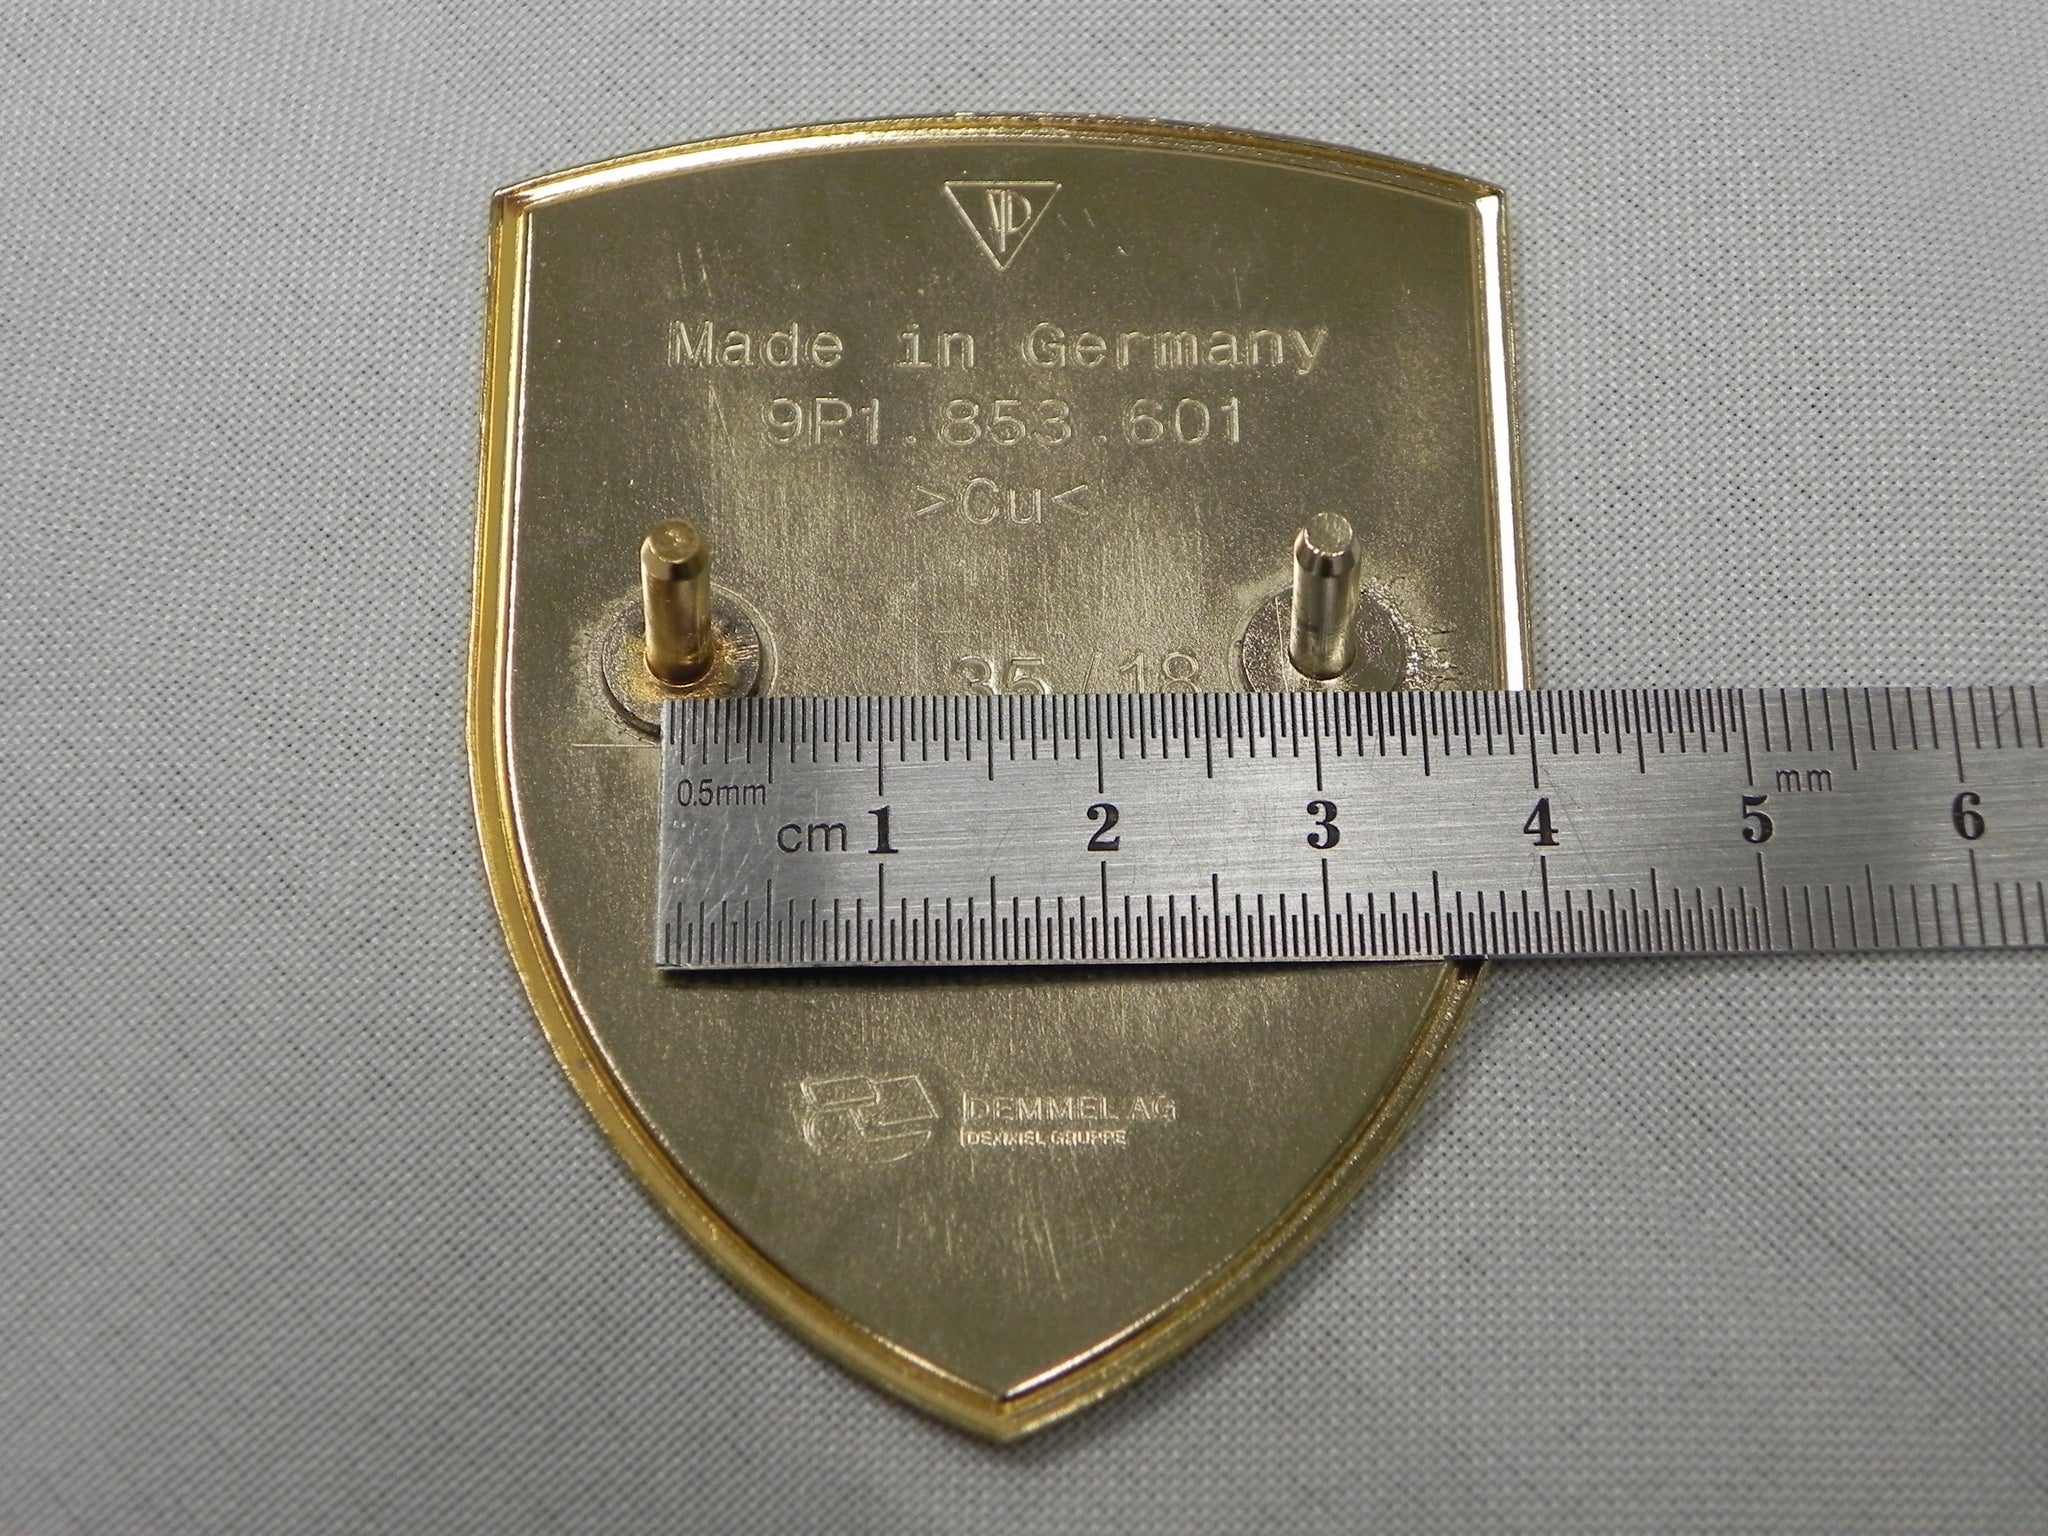 Made in Germany
9P1.853.601
>Cu<
35/18
0.5mm
mm
cm 1 2 3 4 5 6
DEMMEL AG
DEMMEL GRUPPE